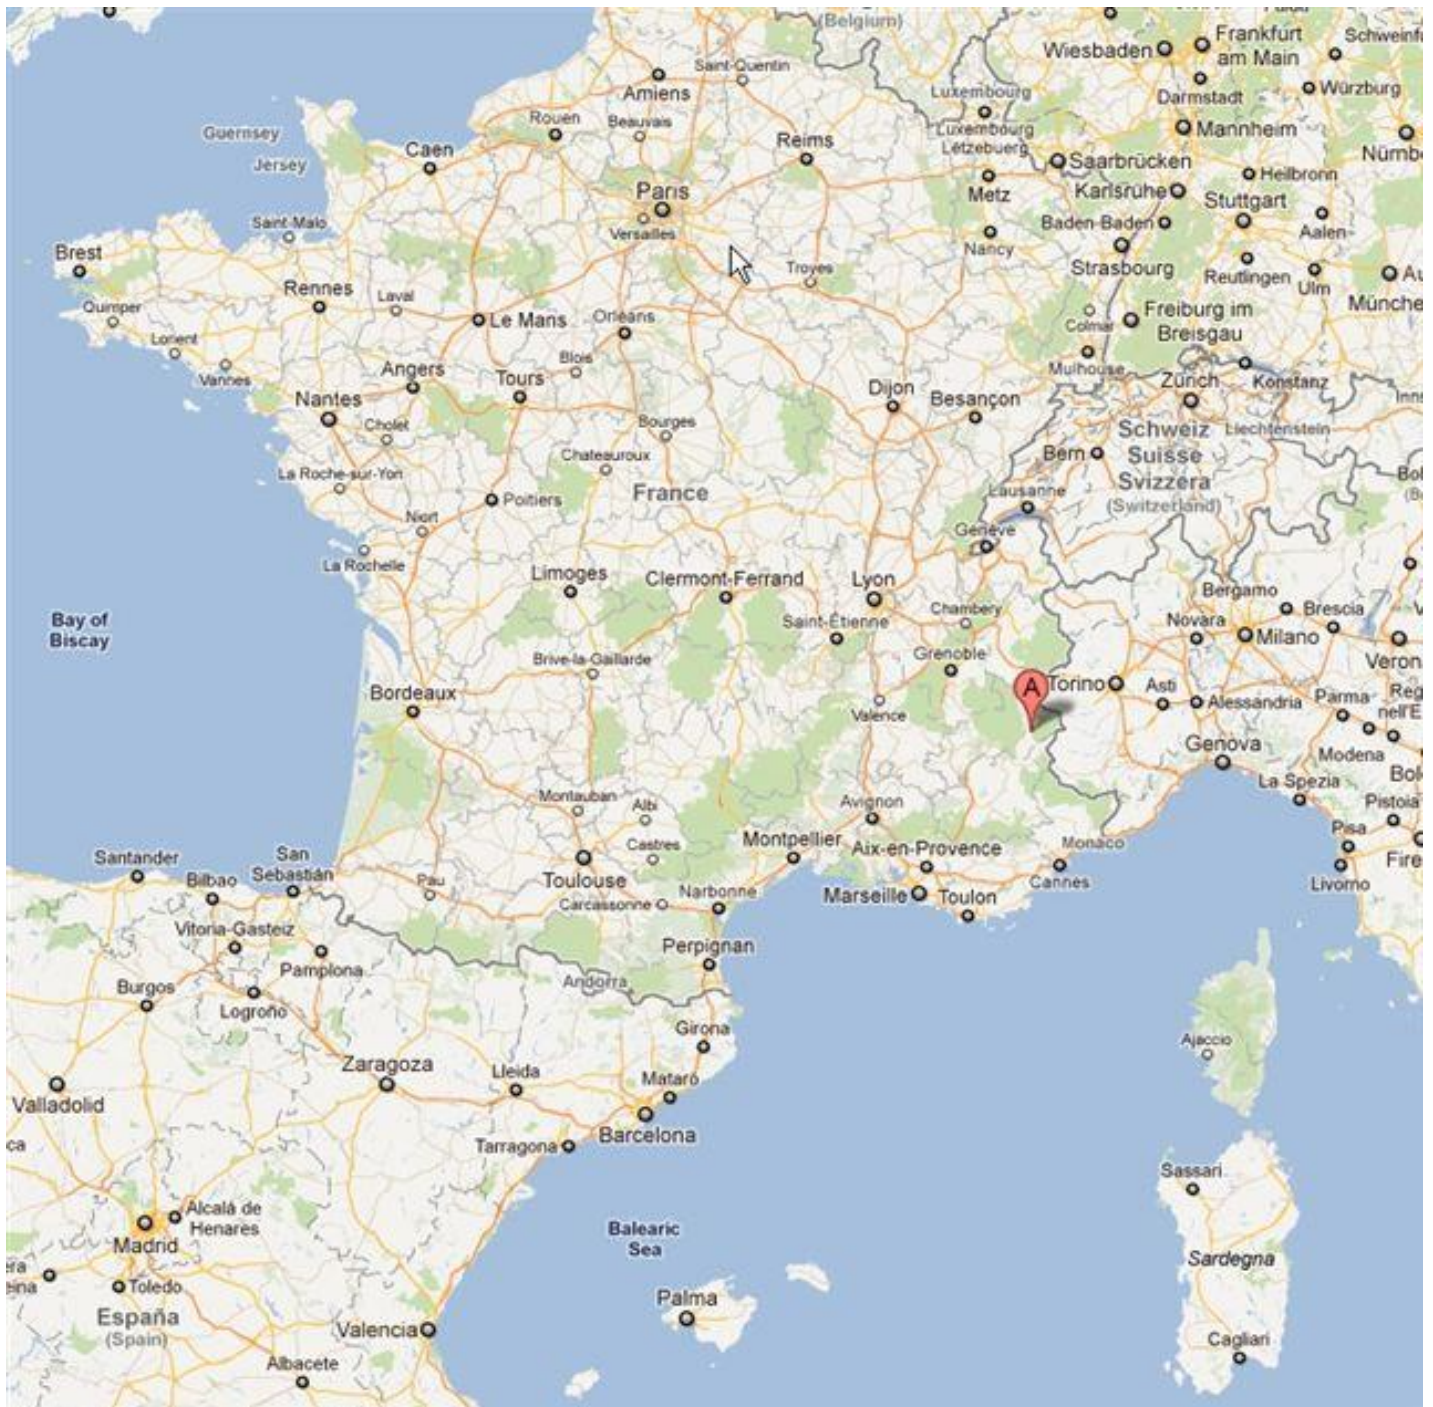 (Belgium)
Frankfurt
am Main
Wiesbaden
Saint-Quentin
Amiens
Luxembourg
Darmstadt
Würzburg
Guernsey
Rouen
Beauvais
Reims
Luxembourg
Lëtzebuerg
Mannheim
Jersey
Caen
Saarbrücken
Heilbronn
Paris
Metz
Karlsruhe
Stuttgart
Saint-Malo
Versailles
Nancy
Baden-Baden
Aalen
Brest
Troyes
Strasbourg
Reutlingen
Ulm
Rennes
Laval
Quimper
Le Mans
Orléans
Colmar
Freiburg im
Breisgau
Lorient
Vannes
Angers
Tours
Blois
Mulhouse
Zürich
Konstanz
Nantes
Cholet
Bourges
Dijon
Besançon
Schweiz
Suisse
Svizzera
(Switzerland)
Liechtenstein
Bern
Chateauroux
La Roche-sur-Yon
Poitiers
France
Lausanne
Niort
Genève
La Rochelle
Limoges
Clermont-Ferrand
Lyon
Bergamo
Bay of
Biscay
Saint-Étienne
Chambery
Novara
Milano
Brescia
Brive-la-Gaillarde
Grenoble
Bordeaux
Valence
A
Torino
Asti
Alessandria
Parma
Genova
Modena
Montauban
Albi
Avignon
La Spezia
Pistoia
Santander
Bilbao
San
Sebastián
Castres
Montpellier
Aix-en-Provence
Monaco
Pisa
Pau
Toulouse
Carcassonne
Narbonne
Marseille
Toulon
Cannes
Livorno
Vitoria-Gasteiz
Pamplona
Perpignan
Burgos
Logroño
Andorra
Girona
Ajaccio
Zaragoza
Lleida
Mataró
Valladolid
Tarragona
Barcelona
Sassari
Alcalá de
Henares
Madrid
Balearic
Sea
Sardegna
Toledo
España
(Spain)
Palma
Valencia
Cagliari
Albacete